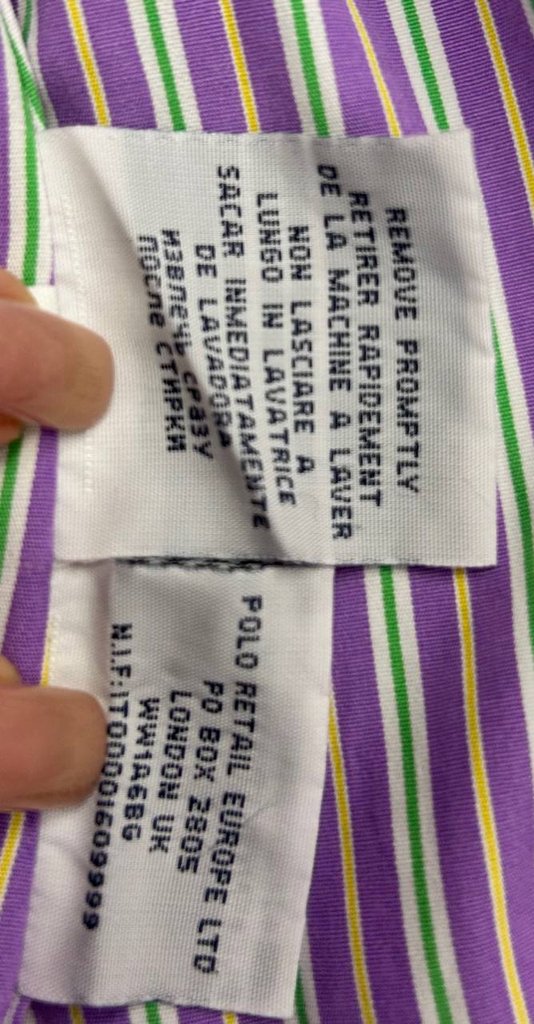 REMOVE PROMPTLY
RETIRER RAPIDEMENT
DE LA MACHINE A LAVER
NON LASCIARE A
LUNGO IN LAVATRICE
SACAR INMEDIATAMENTE
DE LAVADORA
ИЗВЛЕЧЬ СРАЗУ
ПОСЛЕ СТИРКИ
POLO RETAIL EUROPE LTD
PO BOX 2805
LONDON UK
WW1A6BG
N.I.F:IT00001609999